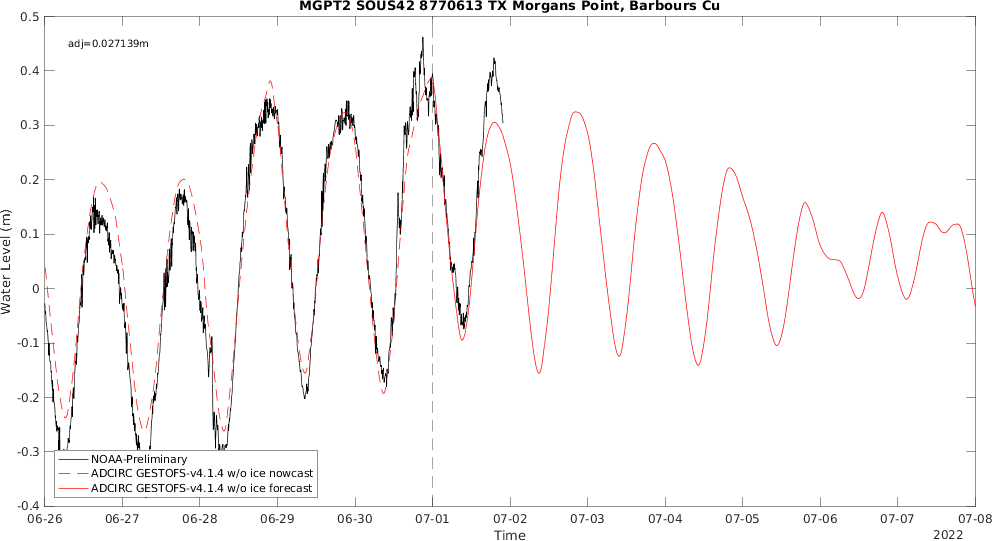 MGPT2 SOUS42 8770613 TX Morgans Point, Barbours Cu
adj=0.027139m
Water Level (m)
0.5
0.4
0.3
0.2
0.1
0
-0.1
-0.2
-0.3
-0.4
NOAA-Preliminary
ADCIRC GESTOFS-v4.1.4 w/o ice nowcast
ADCIRC GESTOFS-v4.1.4 w/o ice forecast
06-26 06-27 06-28 06-29 06-30 07-01 07-02 07-03 07-04 07-05 07-06 07-07 07-08
Time
2022